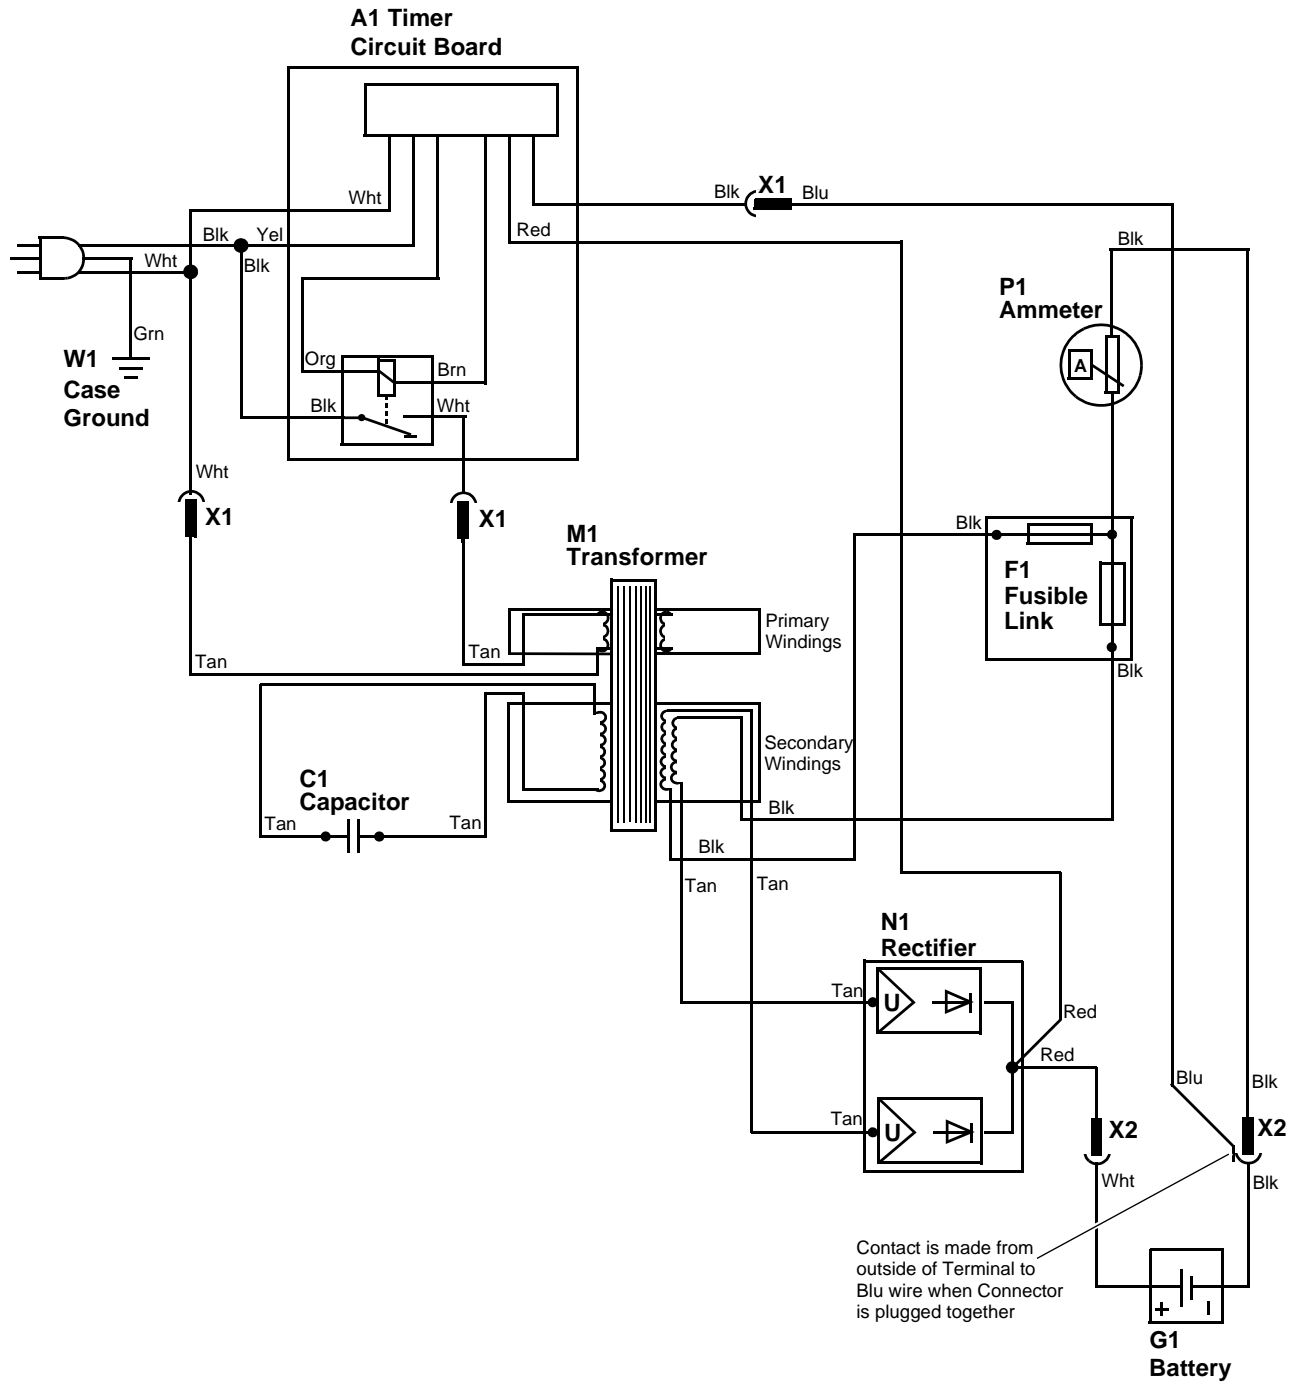 A1 Timer
Circuit Board
Wht
Blk
X1
Blu
Blk
Yel
Red
Blk
Wht
Blk
P1
Ammeter
Grn
W1
Case
Ground
Org
Brn
A
Blk
Wht
Wht
X1
X1
M1
Transformer
Blk
F1
Fusible
Link
Primary
Windings
Tan
Tan
Blk
Secondary
Windings
C1
Capacitor
Tan
Tan
Blk
Blk
Tan
Tan
N1
Rectifier
Tan
U
Red
Red
Blu
Blk
Tan
U
X2
X2
Wht
Blk
Contact is made from
outside of Terminal to
Blu wire when Connector
is plugged together
+
I
G1
Battery